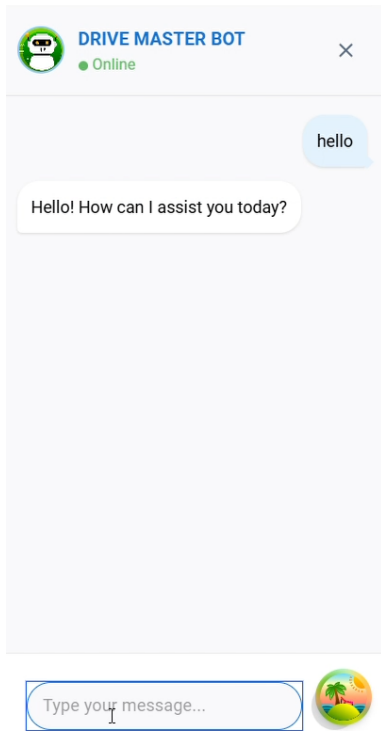 DRIVE MASTER BOT
Online
hello
Hello! How can I assist you today?
Type your message...